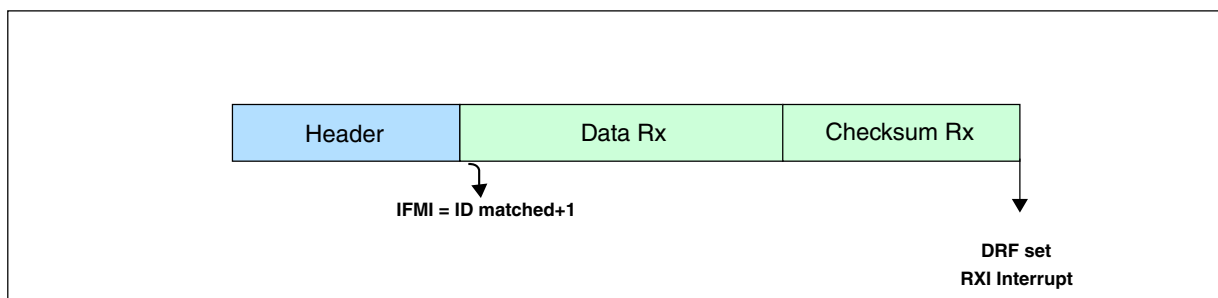 Header
Data Rx
Checksum Rx
IFMI = ID matched+1
DRF set
RXI Interrupt